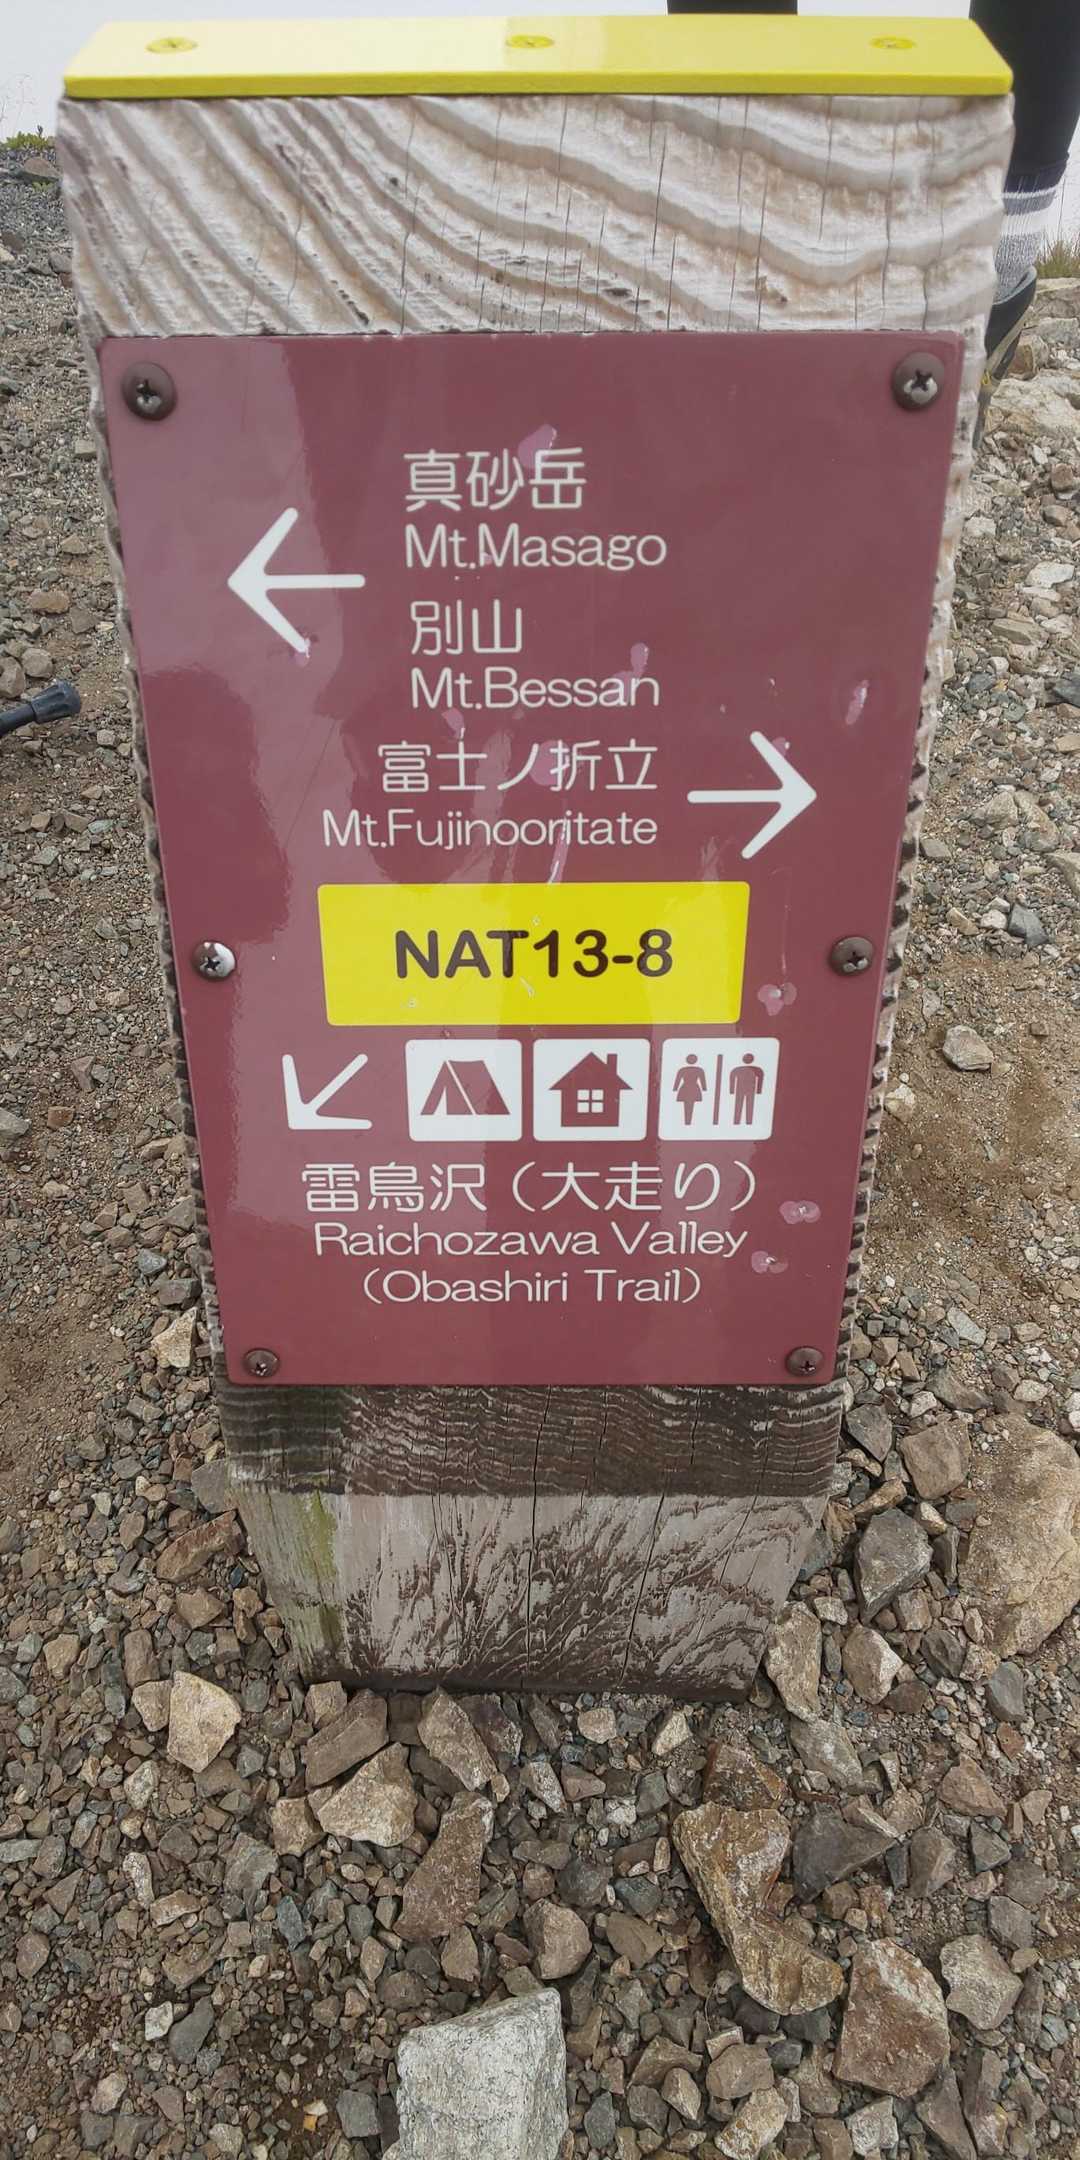 真砂岳
Mt.Masago
別山
Mt.Bessan
富士ノ折立
Mt.Fujinooritate
NAT13-8
雷鳥沢（大走り）
Raichozawa Valley
（Obashiri Trail）